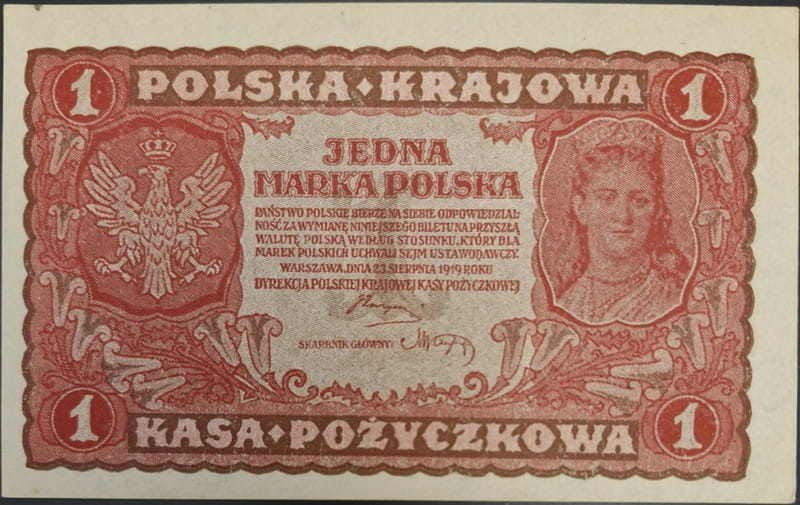 1 POLSKA ◆ KRAJOWA 1
JEDNA
MARKA POLSKA
PAŃSTWO POLSKIE BIERZE NA SIEBIE ODPOWIEDZIAL
NOŚĆ ZA WYMIANĘ NINIEJSZEGO BILETU NA PRZYSZŁĄ
WALUTĘ POLSKĄ WEDŁUG STOSUNKU, KTÓRY DLA
MAREK POLSKICH UCHWALI SEJM USTAWODAWCZY.
WARSZAWA, DNIA 23 SIERPNIA 1919 ROKU
DYREKCJA POLSKIEJ KRAJOWEJ KASY POŻYCZKOWEJ
SKARBNIK GŁÓWNY:
1 KASA ◆ POŻYCZKOWA 1